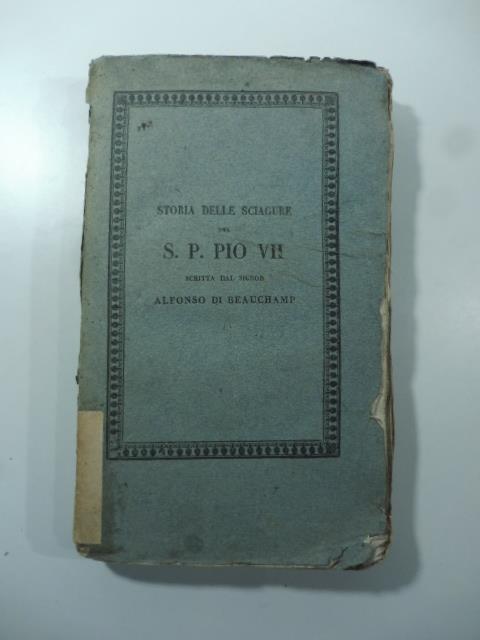 STORIA DELLE SCIAGURE
DEL
S. P. PIO VII
SCRITTA DAL SIGNOR
ALFONSO DI BEAUCHAMP